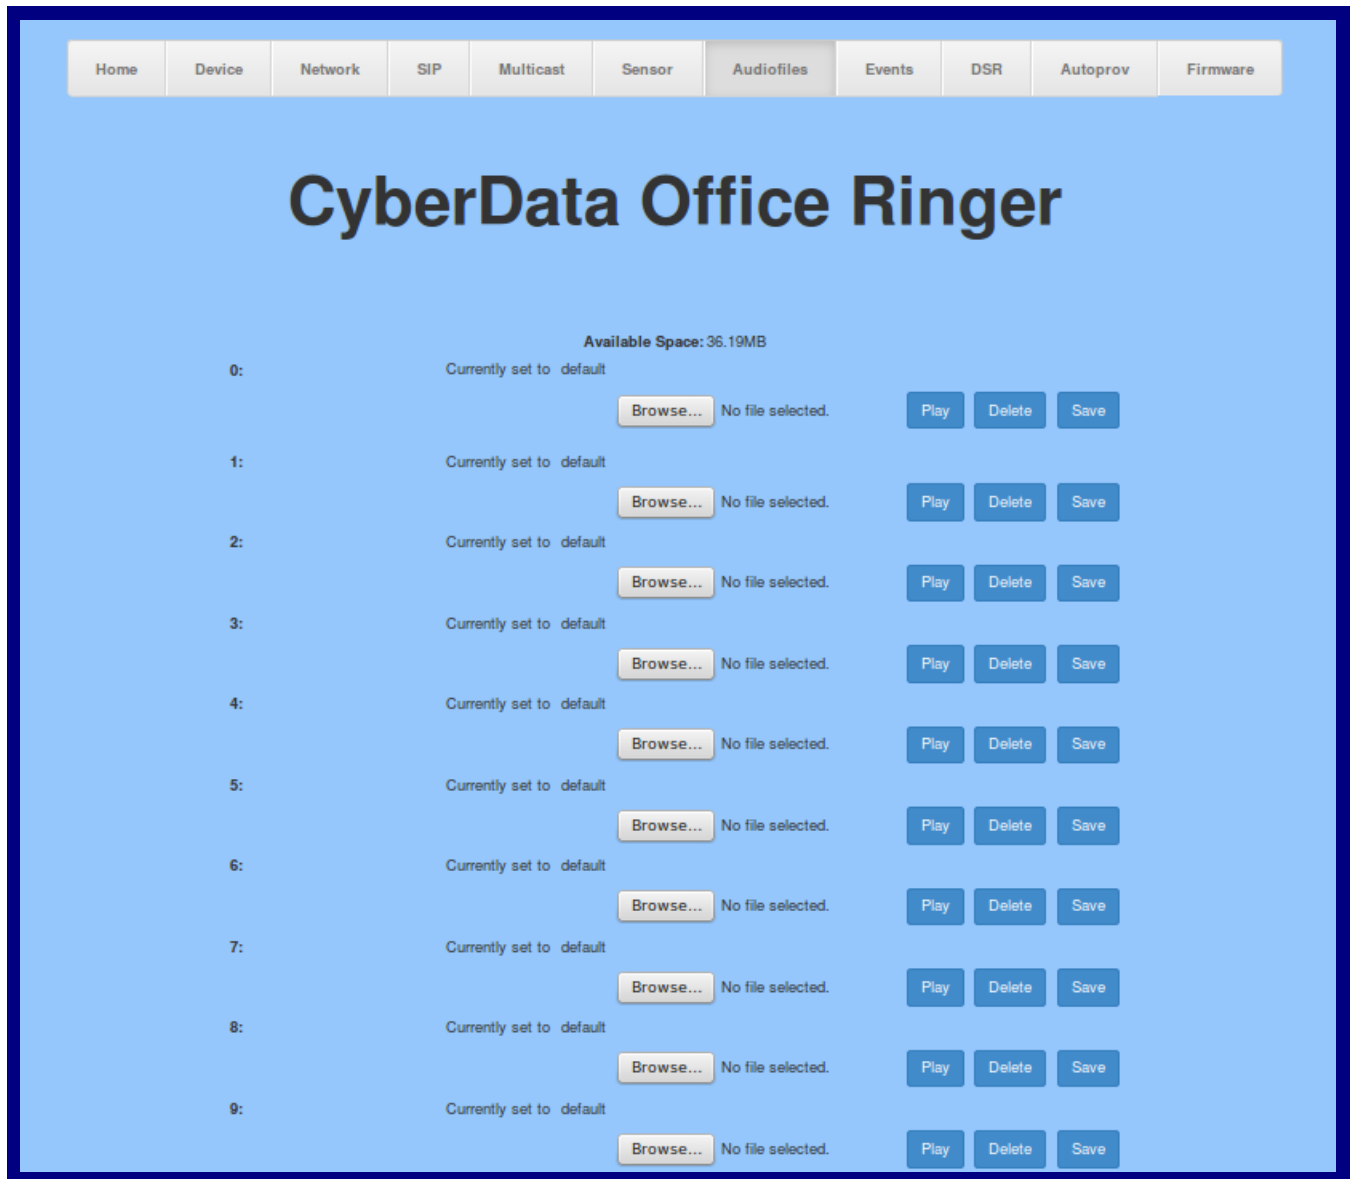 Home Device Network SIP Multicast Sensor Audiofiles Events DSR Autoprov Firmware
CyberData Office Ringer
Available Space: 36.19MB
0: Currently set to default
Browse... No file selected. Play Delete Save
1: Currently set to default
Browse... No file selected. Play Delete Save
2: Currently set to default
Browse... No file selected. Play Delete Save
3: Currently set to default
Browse... No file selected. Play Delete Save
4: Currently set to default
Browse... No file selected. Play Delete Save
5: Currently set to default
Browse... No file selected. Play Delete Save
6: Currently set to default
Browse... No file selected. Play Delete Save
7: Currently set to default
Browse... No file selected. Play Delete Save
8: Currently set to default
Browse... No file selected. Play Delete Save
9: Currently set to default
Browse... No file selected. Play Delete Save